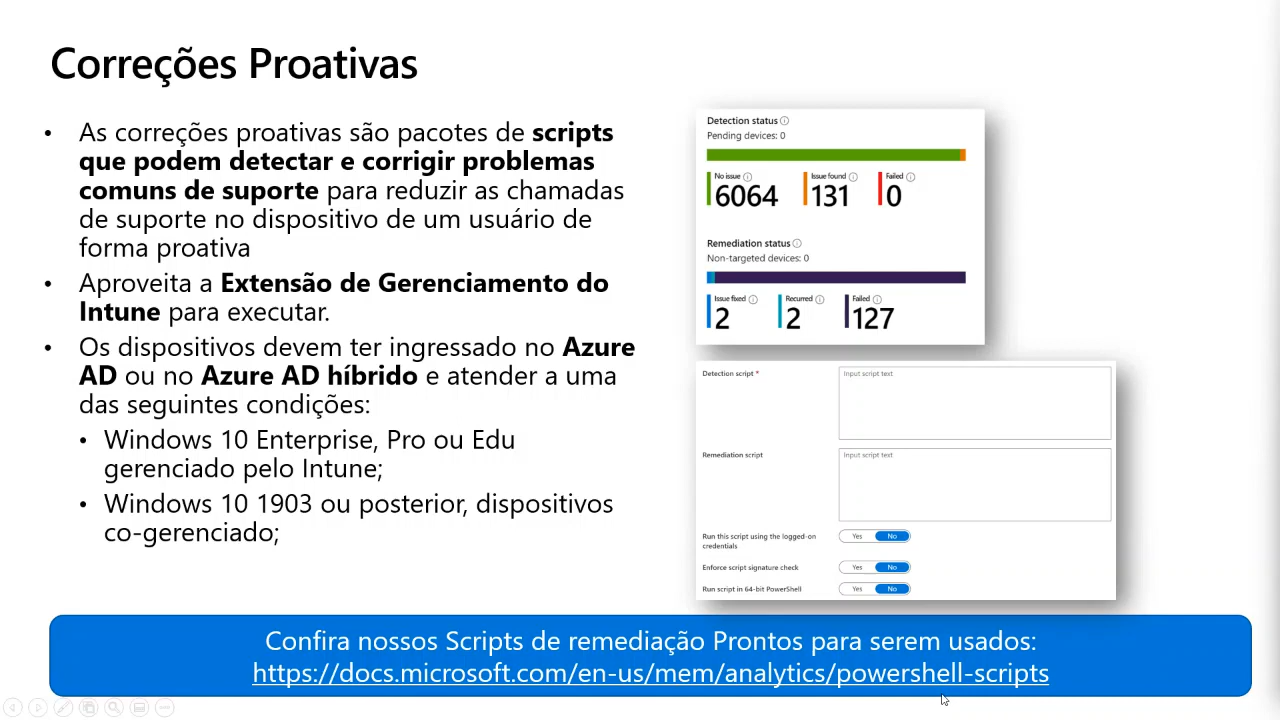 Correções Proativas
• As correções proativas são pacotes de scripts
que podem detectar e corrigir problemas
comuns de suporte para reduzir as chamadas
de suporte no dispositivo de um usuário de
forma proativa
• Aproveita a Extensão de Gerenciamento do
Intune para executar.
• Os dispositivos devem ter ingressado no Azure
AD ou no Azure AD híbrido e atender a uma
das seguintes condições:
• Windows 10 Enterprise, Pro ou Edu
gerenciado pelo Intune;
• Windows 10 1903 ou posterior, dispositivos
co-gerenciado;
Detection status
Pending devices: 0
No issue Issue found Failed
6064 131 0
Remediation status
Non-targeted devices: 0
Issue fixed Recurred Failed
2 2 127
Detection script * Input script text
Remediation script Input script text
Run this script using the logged-on
credentials Yes No
Enforce script signature check Yes No
Run script in 64-bit PowerShell Yes No
Confira nossos Scripts de remediação Prontos para serem usados:
https://docs.microsoft.com/en-us/mem/analytics/powershell-scripts